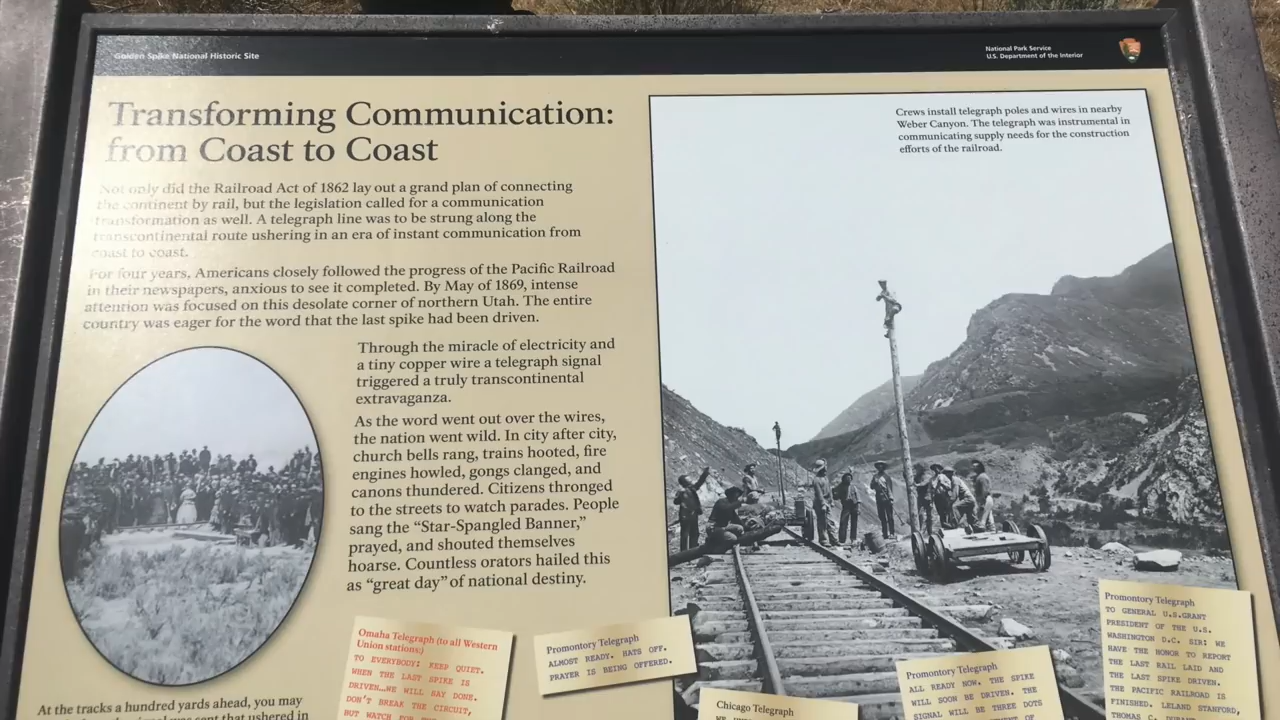 Golden Spike National Historic Site
National Park Service
U.S. Department of the Interior
Transforming Communication:
from Coast to Coast
Not only did the Railroad Act of 1862 lay out a grand plan of connecting
the continent by rail, but the legislation called for a communication
transformation as well. A telegraph line was to be strung along the
transcontinental route ushering in an era of instant communication from
coast to coast.
For four years, Americans closely followed the progress of the Pacific Railroad
in their newspapers, anxious to see it completed. By May of 1869, intense
attention was focused on this desolate corner of northern Utah. The entire
country was eager for the word that the last spike had been driven.
Through the miracle of electricity and
a tiny copper wire a telegraph signal
triggered a truly transcontinental
extravaganza.
As the word went out over the wires,
the nation went wild. In city after city,
church bells rang, trains hooted, fire
engines howled, gongs clanged, and
canons thundered. Citizens thronged
to the streets to watch parades. People
sang the “Star-Spangled Banner,”
prayed, and shouted themselves
hoarse. Countless orators hailed this
as “great day” of national destiny.
At the tracks a hundred yards ahead, you may
sent that ushered in
Crews install telegraph poles and wires in nearby
Weber Canyon. The telegraph was instrumental in
communicating supply needs for the construction
efforts of the railroad.
Omaha Telegraph (to all Western
Union stations:)
TO EVERYBODY: KEEP QUIET.
WHEN THE LAST SPIKE IS
DRIVEN...WE WILL SAY DONE.
DON'T BREAK THE CIRCUIT,
BUT WATCH FOR
Promontory Telegraph
ALMOST READY. HATS OFF.
PRAYER IS BEING OFFERED.
Chicago Telegraph
Promontory Telegraph
ALL READY NOW. THE SPIKE
WILL SOON BE DRIVEN. THE
SIGNAL WILL BE THREE DOTS
Promontory Telegraph
TO GENERAL U.S.GRANT
PRESIDENT OF THE U.S.
WASHINGTON D.C. SIR: WE
HAVE THE HONOR TO REPORT
THE LAST RAIL LAID AND
THE LAST SPIKE DRIVEN.
THE PACIFIC RAILROAD IS
FINISHED. LELAND STANFORD,
THOMAS